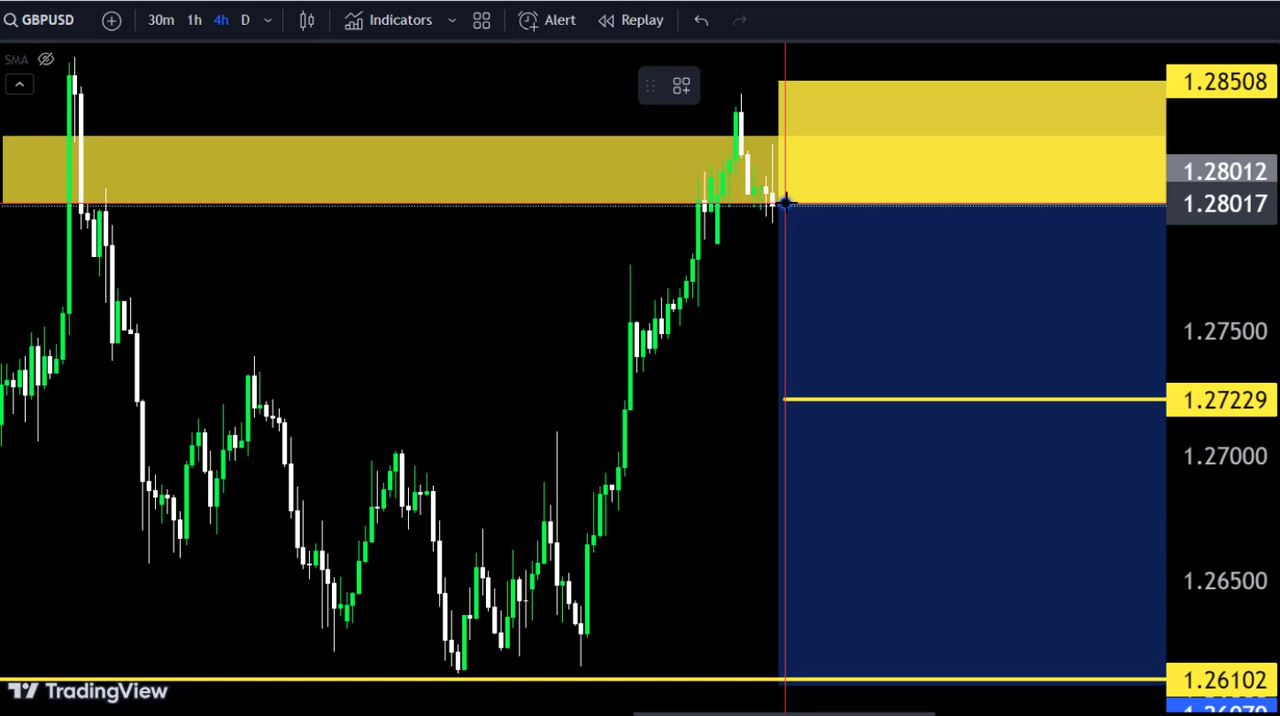 GBPUSD 30m 1h 4h D Indicators Alert Replay
SMA
1.28508
1.28012
1.28017
1.27500
1.27229
1.27000
1.26500
1.26102
TradingView